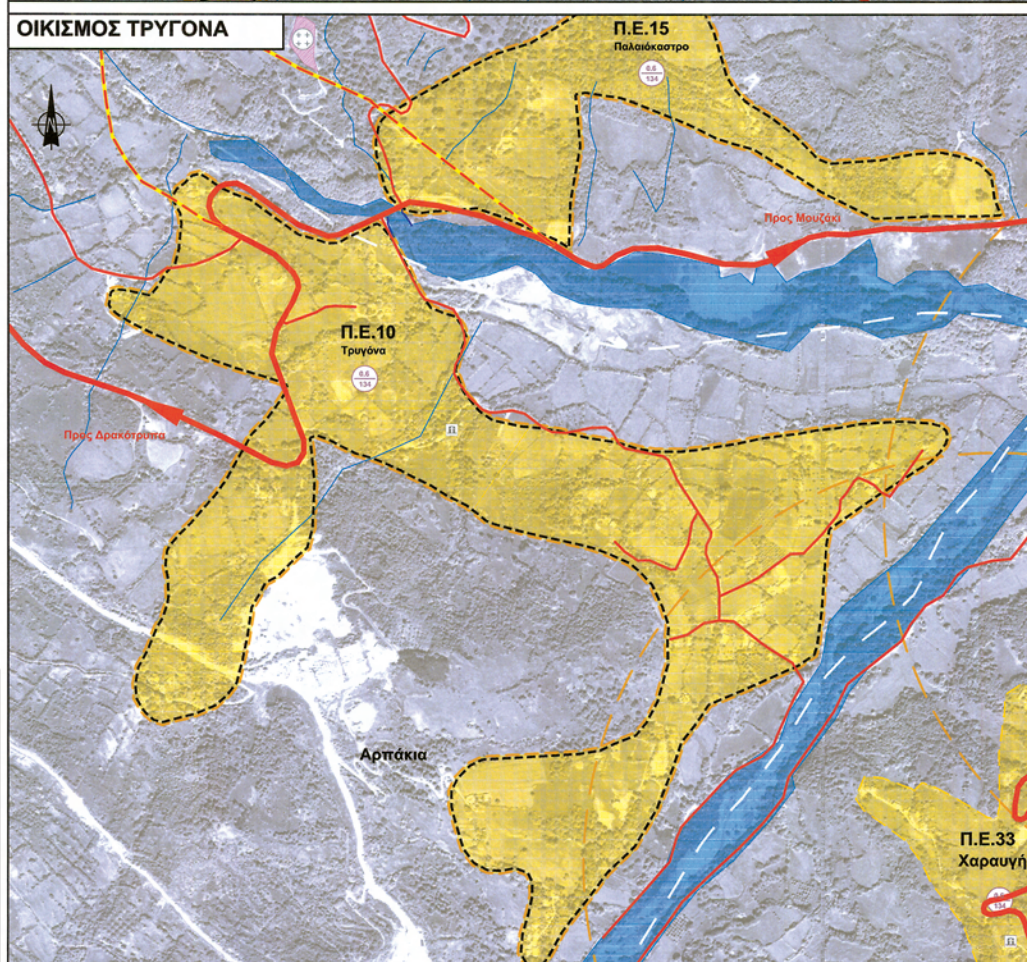 ΟΙΚΙΣΜΟΣ ΤΡΥΓΟΝΑ
Π.Ε.15
Παλαιόκαστρο
0.6
134
N
Προς Μουζάκι
Π.Ε.10
Τρυγόνα
0.6
134
Προς Δρακότρυπα
Αρπάκια
Π.Ε.33
Χαραυγή
134